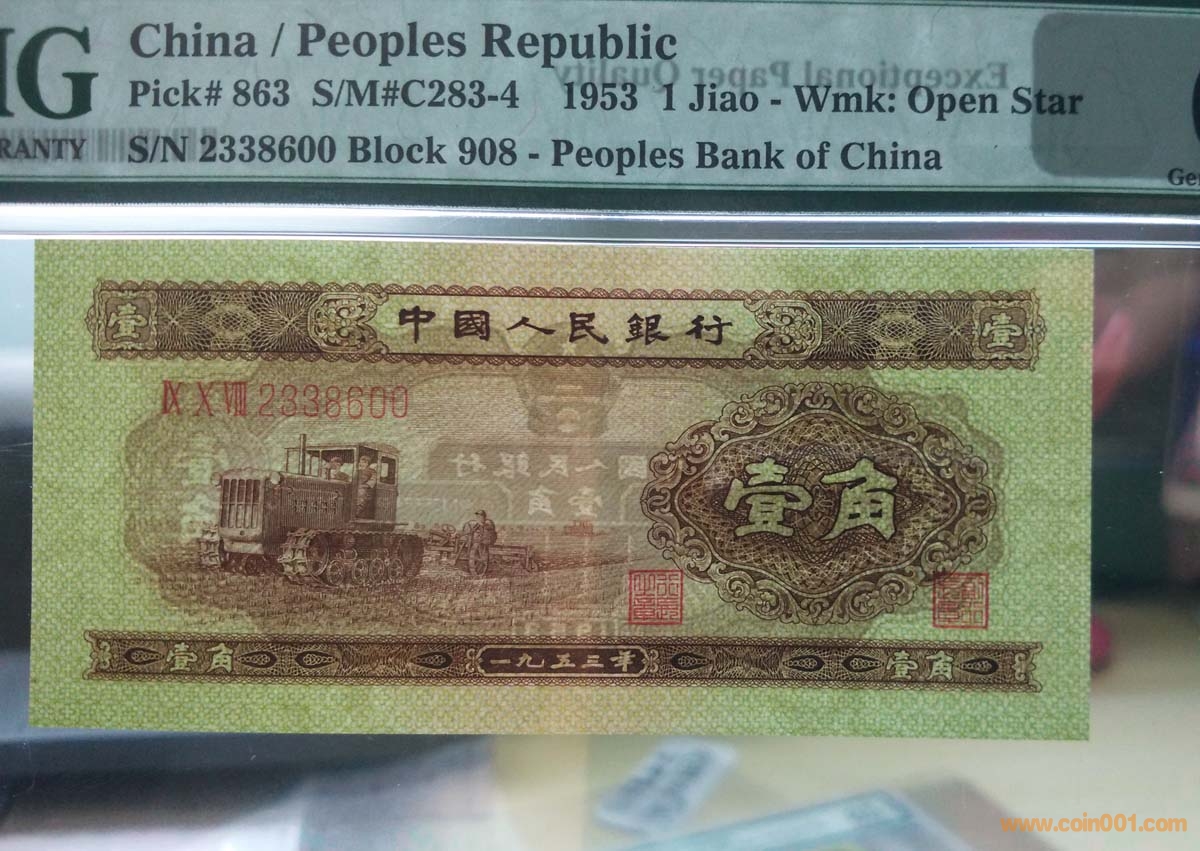 MG
China / Peoples Republic
Exceptional Paper Quality
Pick# 863 S/M#C283-4 1953 1 Jiao - Wmk: Open Star
S/N 2338600 Block 908 - Peoples Bank of China
壹 中國人民銀行 壹
Ⅸ Ⅹ Ⅷ 2338600
壹角
壹角 一九五三年 壹角
www.coin001.com